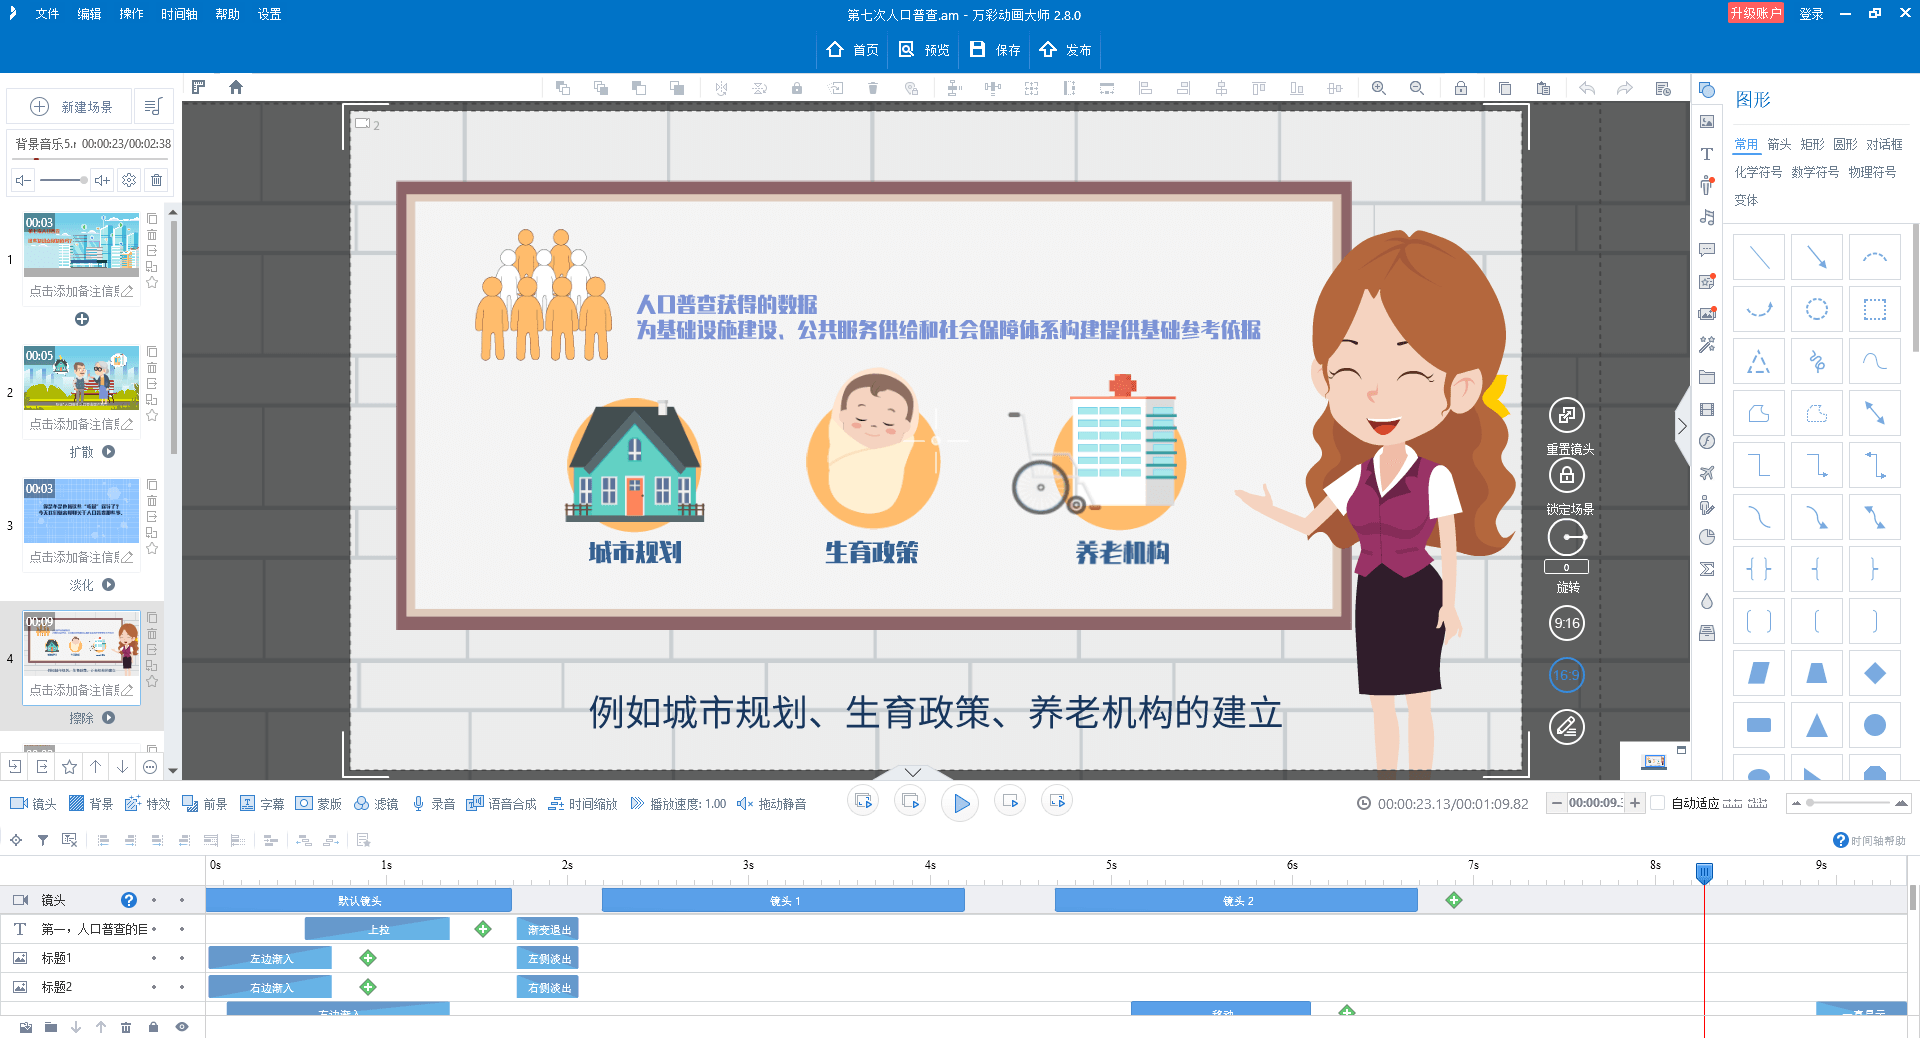 文件 编辑 操作 时间轴 帮助 设置
第七次人口普查.am - 万彩动画大师 2.8.0
升级账户 登录
首页 预览 保存 发布
新建场景
背景音乐5.r 00:00:23/00:02:38
图形
常用 箭头 矩形 圆形 对话框
化学符号 数学符号 物理符号
变体
1
00:03
点击添加备注信息
2
00:05
点击添加备注信息
扩散
3
00:03
点击添加备注信息
淡化
4
00:09
点击添加备注信息
擦除
2
人口普查获得的数据
为基础设施建设、公共服务供给和社会保障体系构建提供基础参考依据
城市规划 生育政策 养老机构
例如城市规划、生育政策、养老机构的建立
重置镜头
锁定场景
0
旋转
9:16
16:9
镜头 背景 特效 前景 字幕 蒙版 滤镜 录音 语音合成 时间缩放 播放速度: 1.00 拖动静音
00:00:23.13/00:01:09.82
00:00:09.
自动适应
时间轴帮助
0s 1s 2s 3s 4s 5s 6s 7s 8s 9s
镜头 默认镜头 镜头 1 镜头 2
第一，人口普查的目 上拉 渐变退出
标题1 左边渐入 左侧淡出
标题2 右边渐入 右侧淡出
移动